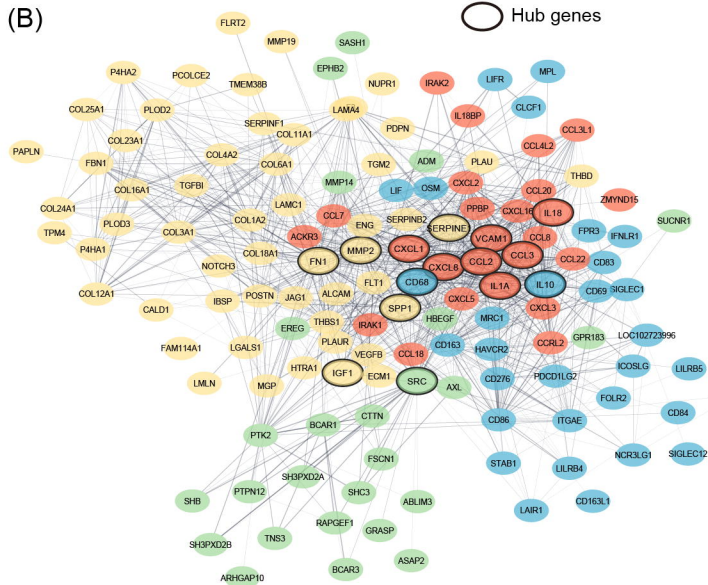 (B)
Hub genes
FLRT2
MMP19
SASH1
EPHB2
P4HA2
PCOLCE2
TMEM38B
NUPR1
IRAK2
LIFR
MPL
COL25A1
PLOD2
CLCF1
LAMA4
SERPINF1
IL18BP
CCL3L1
COL23A1
COL11A1
PDPN
CCL4L2
PAPLN
FBN1
COL4A2
COL6A1
TGM2
ADM
PLAU
THBD
CCL20
COL16A1
TGFBI
MMP14
LIF
OSM
CXCL2
ZMYND15
COL24A1
LAMC1
PPBP
CXCL16
IL18
CCL7
SERPINB2
SUCNR1
TPM4
PLOD3
COL1A2
ENG
SERPINE1
FPR3
IFNLR1
COL3A1
ACKR3
VCAM1
CCL8
P4HA1
COL18A1
FN1
MMP2
CXCL1
CCL2
CCL3
CCL22
CD83
NOTCH3
CXCL8
COL12A1
FLT1
CD68
IL1A
IL10
CD69
SIGLEC1
IBSP
POSTN
JAG1
ALCAM
SPP1
CXCL5
CALD1
HBEGF
MRC1
CXCL3
EREG
THBS1
IRAK1
GPR183
LOC102723996
FAM114A1
LGALS1
PLAUR
CD163
HAVCR2
CCRL2
VEGFB
CCL18
PDCD1LG2
ICOSLG
LILRB5
LMLN
HTRA1
IGF1
ECM1
SRC
AXL
CD276
MGP
FOLR2
CTTN
CD86
ITGAE
CD84
PTK2
BCAR1
FSCN1
NCR3LG1
SIGLEC12
STAB1
LILRB4
SH3PXD2A
SHB
PTPN12
SHC3
ABLIM3
CD163L1
LAIR1
TNS3
RAPGEF1
GRASP
SH3PXD2B
ASAP2
BCAR3
ARHGAP10